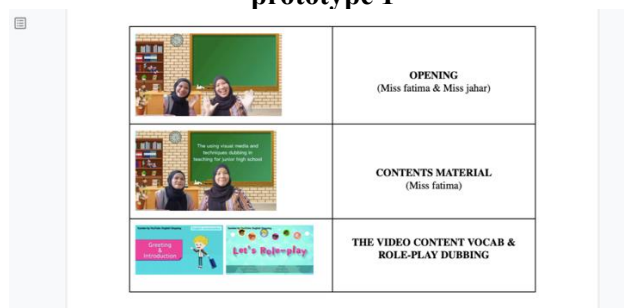 prototype 1
OPENING
(Miss fatima & Miss jahar)
The using visual media and
techniques dubbing in
teaching for junior high school
CONTENTS MATERIAL
(Miss fatima)
Greeting
&
Introduction
Let's Role-play
THE VIDEO CONTENT VOCAB &
ROLE-PLAY DUBBING